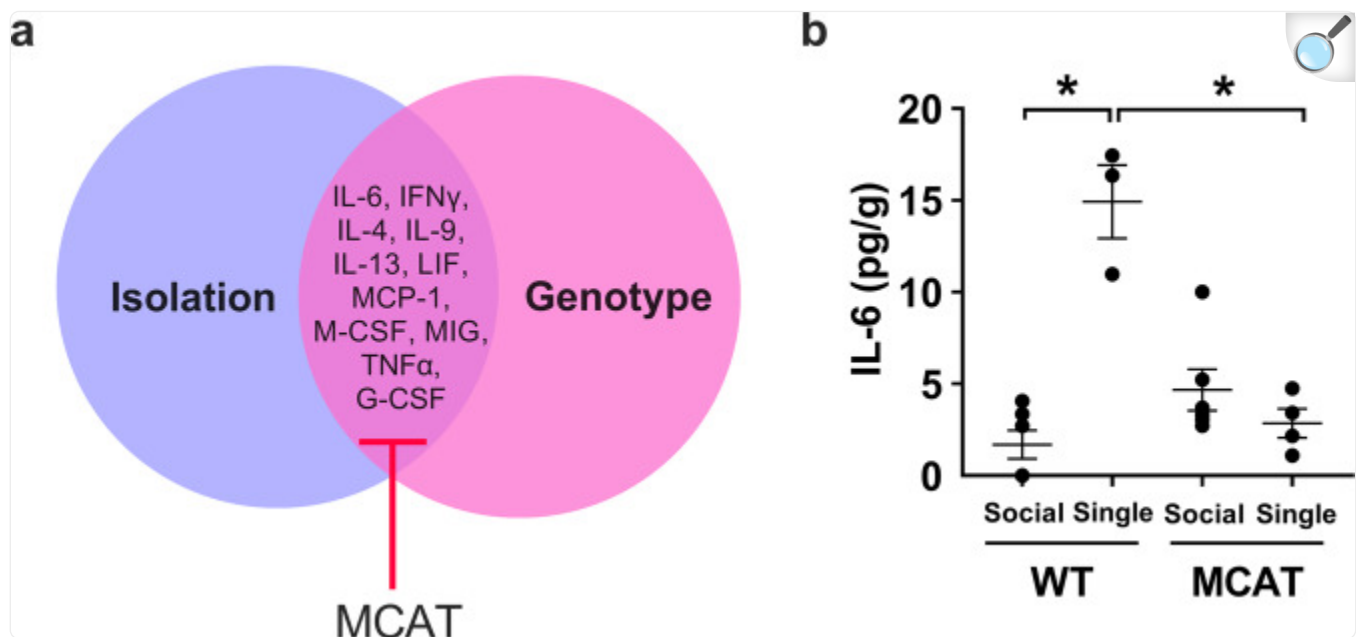 a
Isolation
IL-6, IFNγ,
IL-4, IL-9,
IL-13, LIF,
MCP-1,
M-CSF, MIG,
TNFα,
G-CSF
Genotype
MCAT
b
* *
IL-6 (pg/g)
20
15
10
5
0
Social Single Social Single
WT MCAT